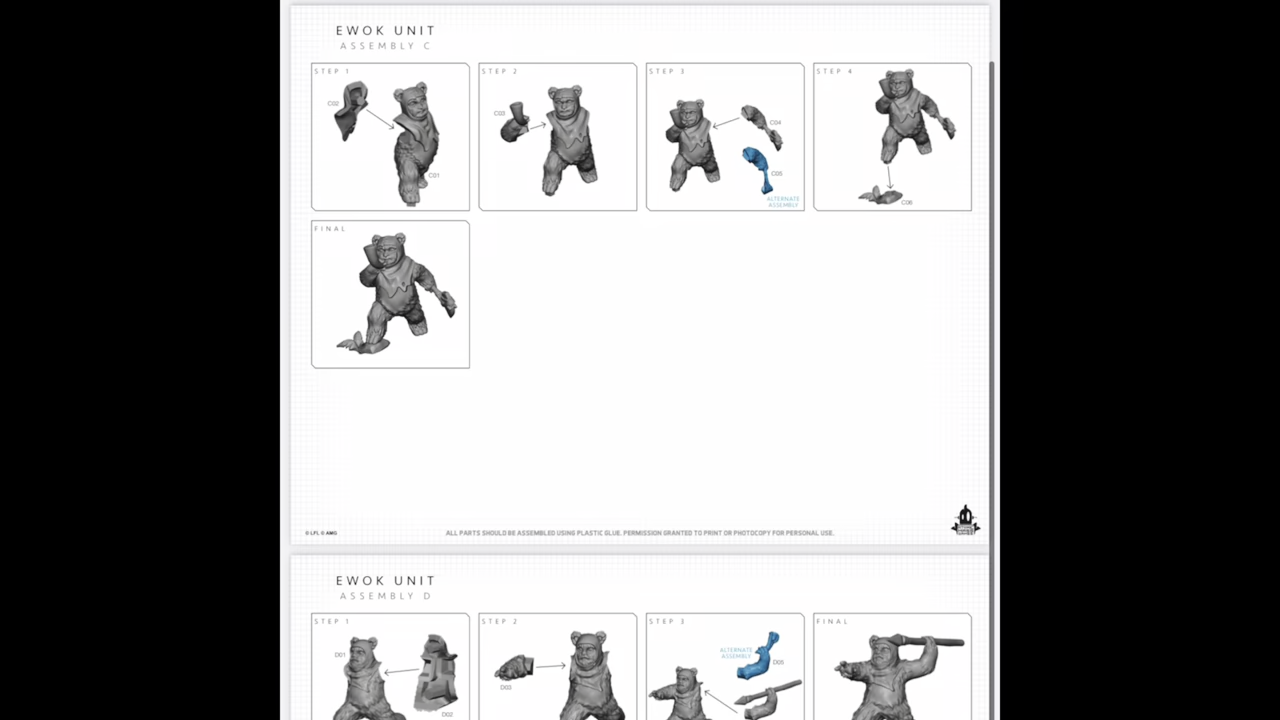 EWOK UNIT
ASSEMBLY C
STEP 1
C02
C01
STEP 2
C03
STEP 3
C04
C05
ALTERNATE
ASSEMBLY
STEP 4
C06
FINAL
© LFL © AMG
ALL PARTS SHOULD BE ASSEMBLED USING PLASTIC GLUE. PERMISSION GRANTED TO PRINT OR PHOTOCOPY FOR PERSONAL USE.
EWOK UNIT
ASSEMBLY D
STEP 1
D01
D02
STEP 2
D03
STEP 3
ALTERNATE
ASSEMBLY
D05
FINAL